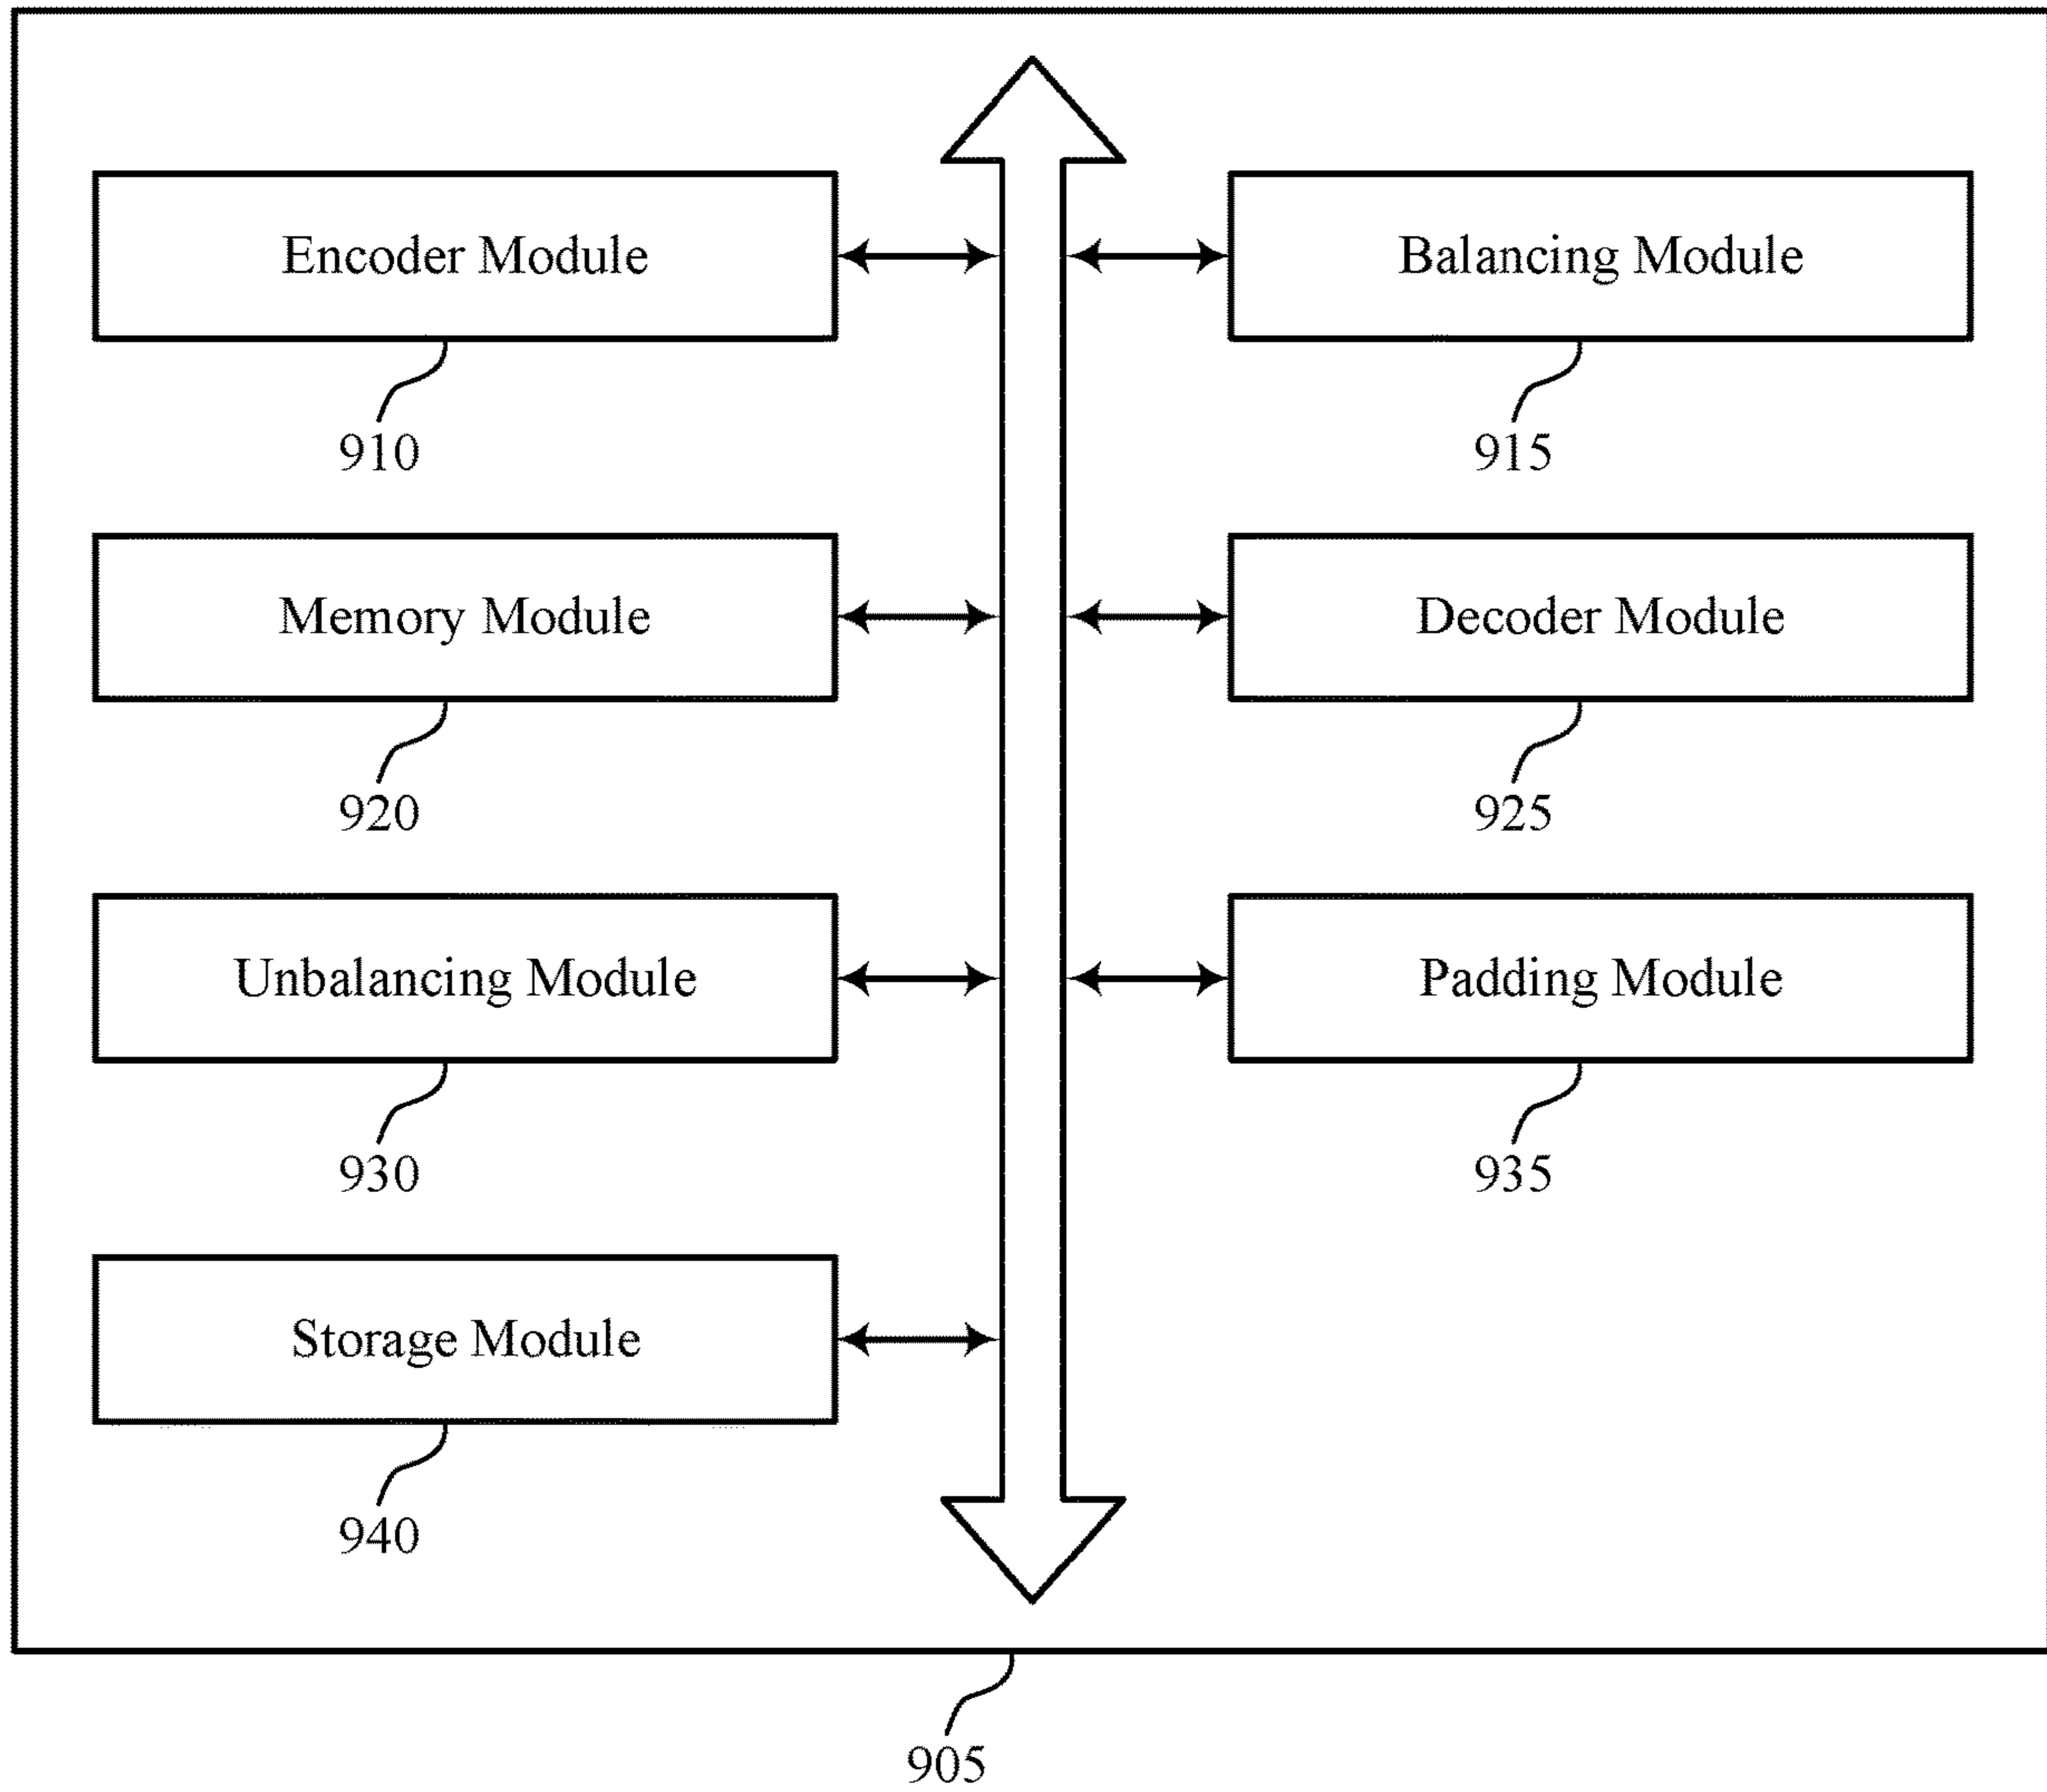 Encoder Module
Balancing Module
910
915
Memory Module
Decoder Module
920
925
Unbalancing Module
Padding Module
930
935
Storage Module
940
905